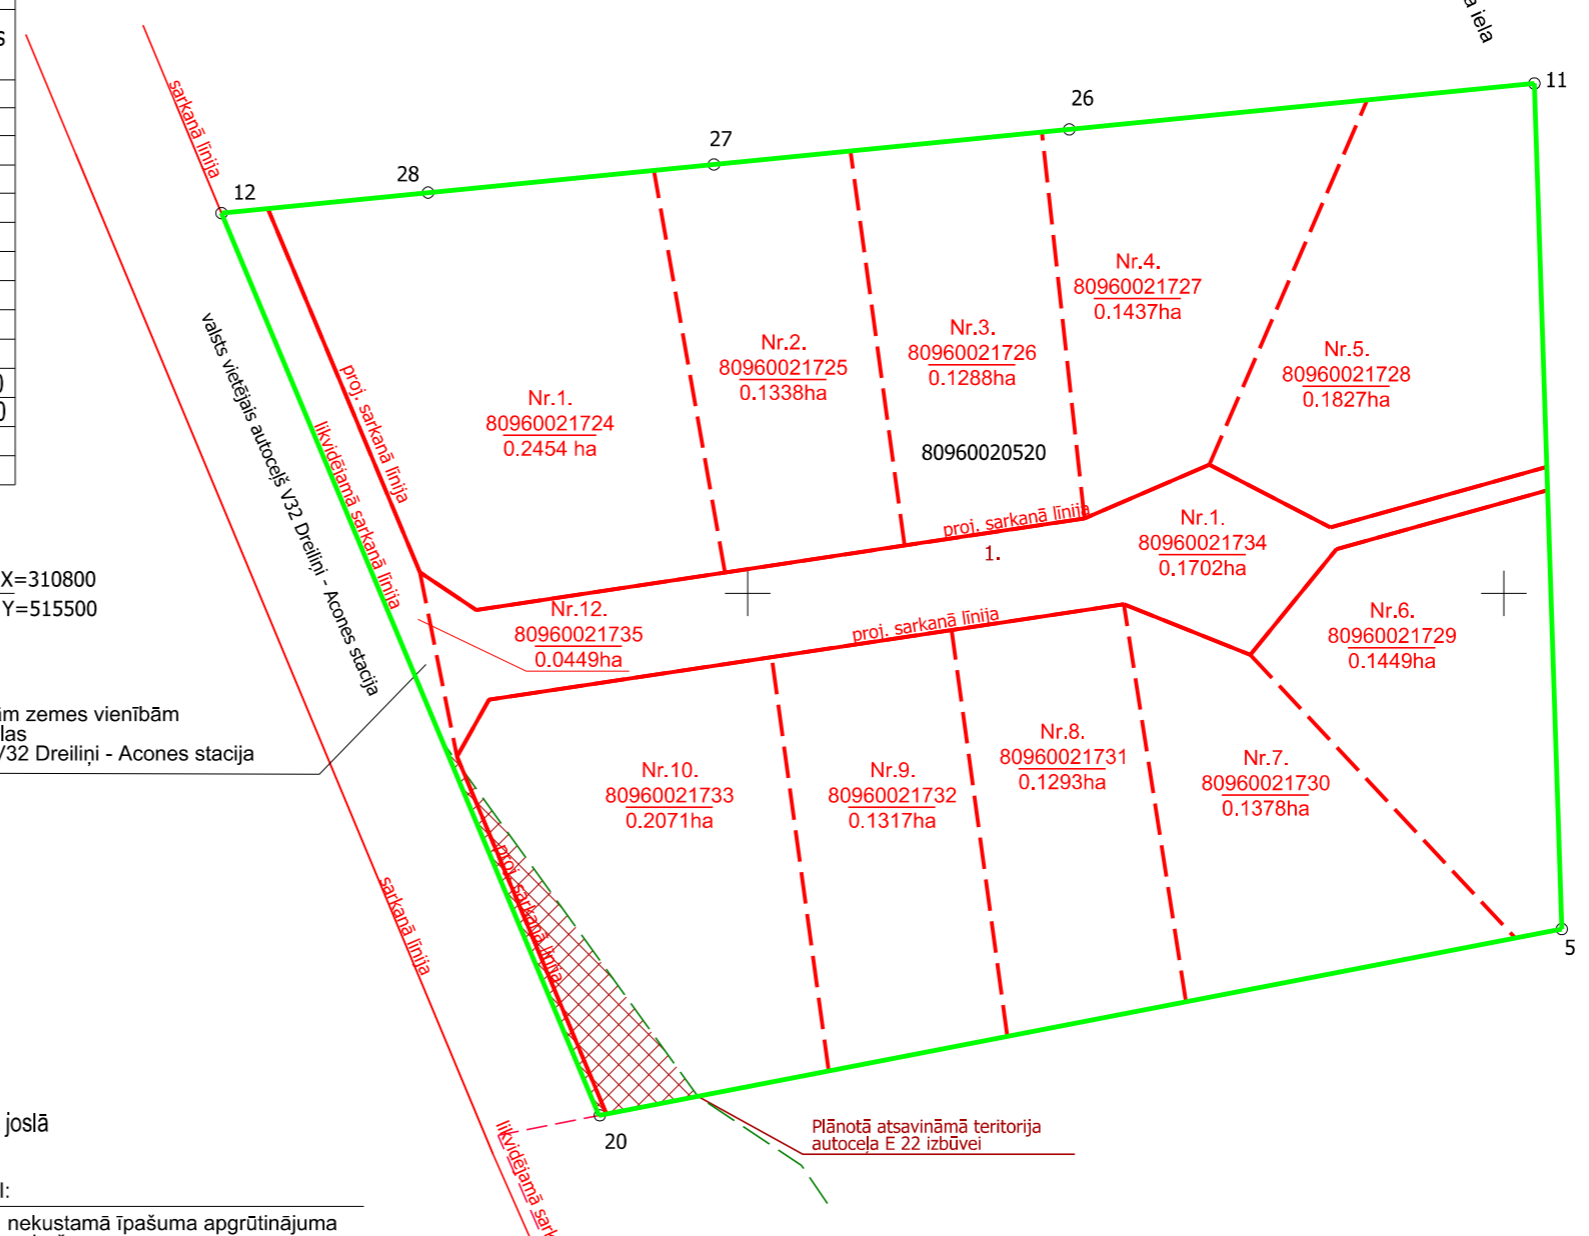 a iela
s
11
26
27
28
12
sarkanā līnija
Nr.4.
80960021727
0.1437ha
Nr.3.
80960021726
0.1288ha
Nr.2.
80960021725
0.1338ha
Nr.5.
80960021728
0.1827ha
Nr.1.
80960021724
0.2454 ha
80960020520
valsts vietējais autoceļš V32 Dreiliņi - Acones stacija
proj. sarkanā līnija
likvidējamā sarkanā līnija
proj. sarkanā līnija
1.
Nr.1.
80960021734
0.1702ha
X=310800
Y=515500
Nr.12.
80960021735
0.0449ha
proj. sarkanā līnija
Nr.6.
80960021729
0.1449ha
zemes vienībām
V32 Dreiliņi - Acones stacija
Nr.10.
80960021733
0.2071ha
Nr.9.
80960021732
0.1317ha
Nr.8.
80960021731
0.1293ha
Nr.7.
80960021730
0.1378ha
proj. sarkanā līnija
sarkanā līnija
5
joslā
20
Plānotā atsavināmā teritorija
autoceļa E 22 izbūvei
likvidējamā sark
I:
nekustamā īpašuma apgrūtinājuma